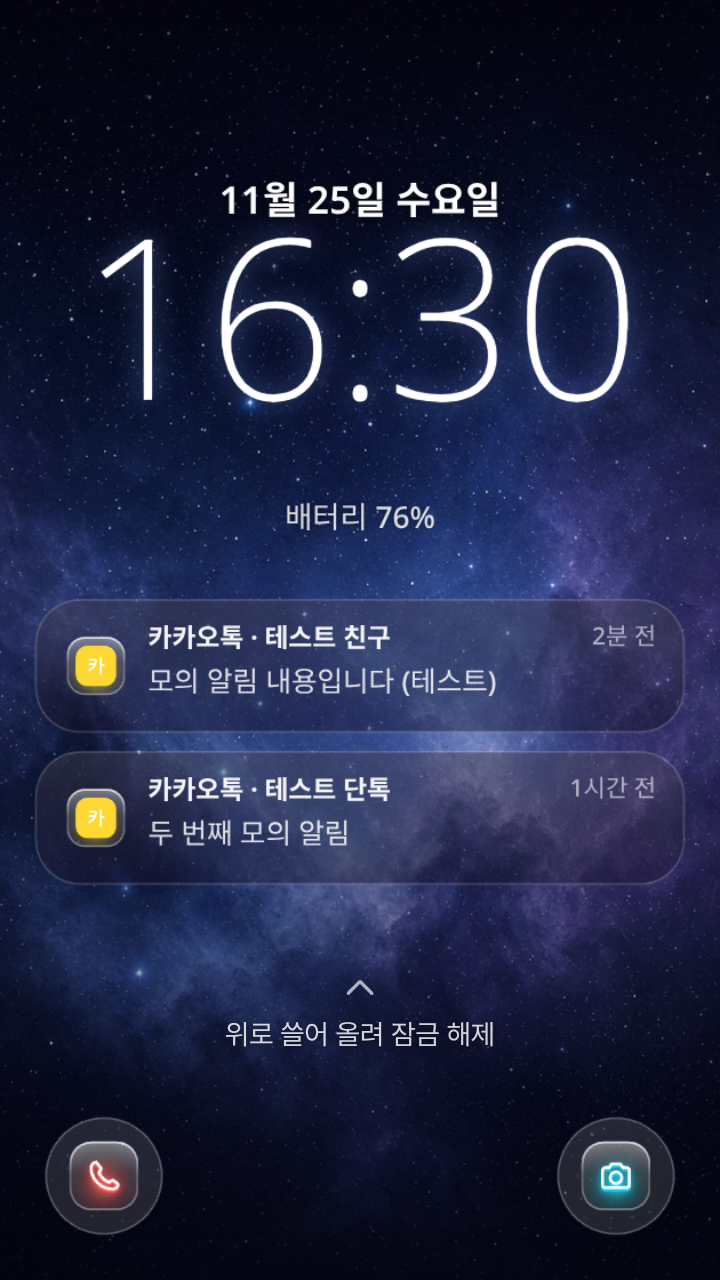 11월 25일 수요일
16:30
배터리 76%
카카오톡 · 테스트 친구
2분 전
카
모의 알림 내용입니다 (테스트)
카카오톡 · 테스트 단톡
1시간 전
카
두 번째 모의 알림
위로 쓸어 올려 잠금 해제